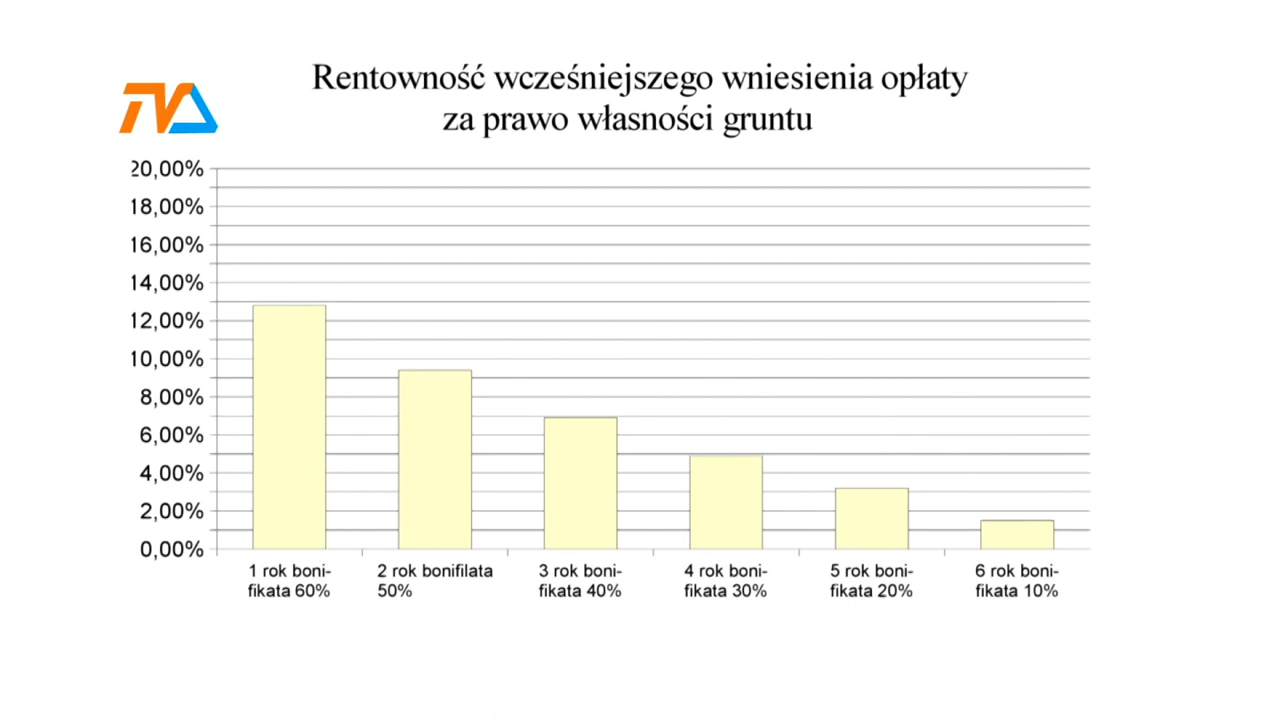 TVA
Rentowność wcześniejszego wniesienia opłaty
za prawo własności gruntu
20,00%
18,00%
16,00%
14,00%
12,00%
10,00%
8,00%
6,00%
4,00%
2,00%
0,00%
1 rok boni-
fikata 60%
2 rok bonifilata
50%
3 rok boni-
fikata 40%
4 rok boni-
fikata 30%
5 rok boni-
fikata 20%
6 rok boni-
fikata 10%